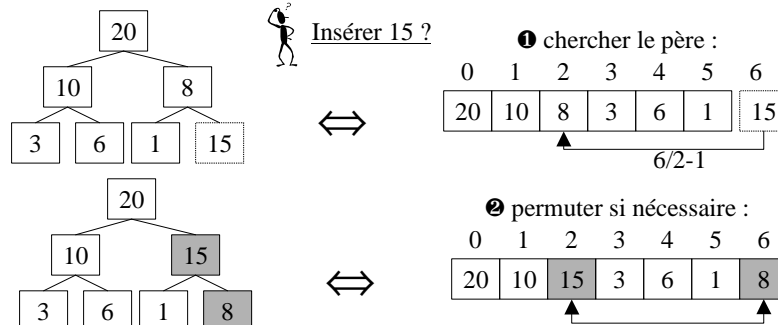 20
? Insérer 15 ?
❶ chercher le père :
0 1 2 3 4 5 6
10 8
20 10 8 3 6 1 15
3 6 1 15
6/2-1
20
❷ permuter si nécessaire :
0 1 2 3 4 5 6
10 15
20 10 15 3 6 1 8
3 6 1 8